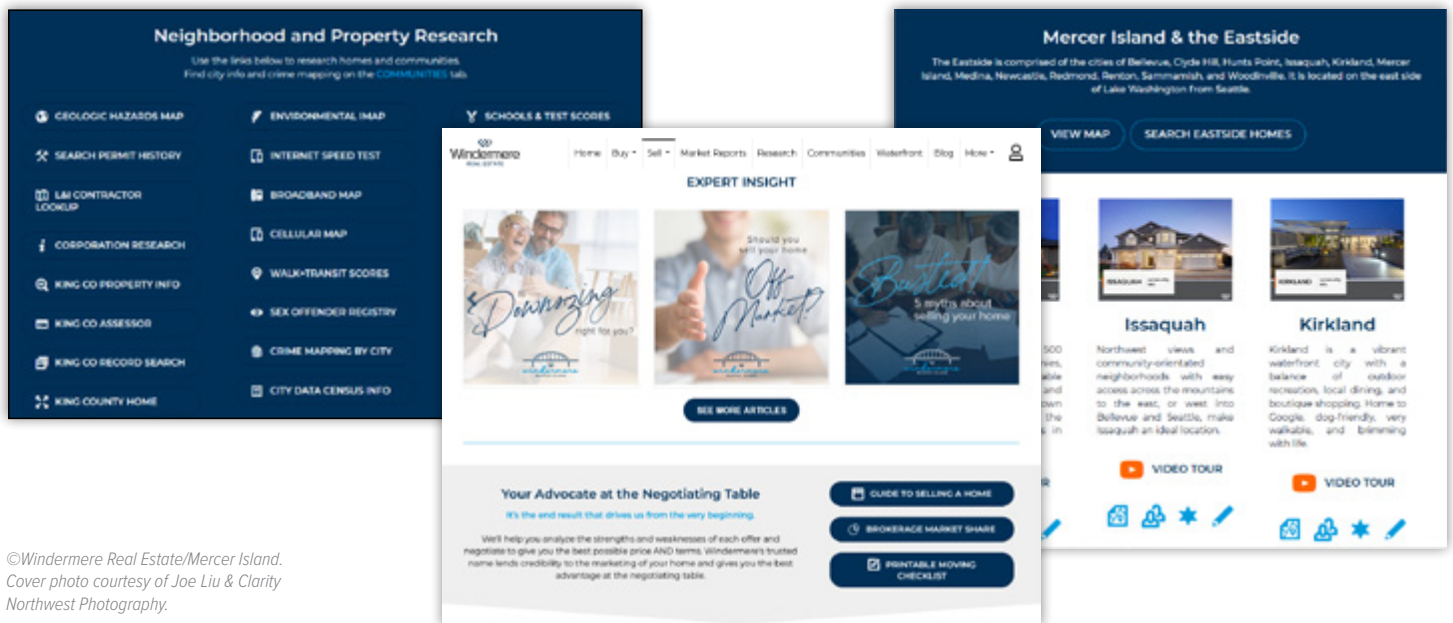 Neighborhood and Property Research
Use the links below to research homes and communities.
Find city info and crime mapping on the COMMUNITIES tab.
GEOLOGIC HAZARDS MAP
SEARCH PERMIT HISTORY
L&I CONTRACTOR
LOOKUP
CORPORATION RESEARCH
KING CO PROPERTY INFO
KING CO ASSESSOR
KING CO RECORD SEARCH
KING COUNTY HOME
ENVIRONMENTAL IMAP
INTERNET SPEED TEST
BROADBAND MAP
CELLULAR MAP
WALK+TRANSIT SCORES
SEX OFFENDER REGISTRY
CRIME MAPPING BY CITY
CITY DATA CENSUS INFO
SCHOOLS & TEST SCORES
Windermere
REAL ESTATE
Home Buy Sell Market Reports Research Communities Waterfront Blog More
EXPERT INSIGHT
Downsizing
right for you?
windermere
Should you
sell your home
Off
Market?
windermere
Busted!
5 myths about
selling your home
windermere
SEE MORE ARTICLES
Your Advocate at the Negotiating Table
It's the end result that drives us from the very beginning.
We'll help you analyze the strengths and weaknesses of each offer and
negotiate to give you the best possible price AND terms. Windermere's trusted
name lends credibility to the marketing of your home and gives you the best
advantage at the negotiating table.
GUIDE TO SELLING A HOME
BROKERAGE MARKET SHARE
PRINTABLE MOVING
CHECKLIST
Mercer Island & the Eastside
The Eastside is comprised of the cities of Bellevue, Clyde Hill, Hunts Point, Issaquah, Kirkland, Mercer
Island, Medina, Newcastle, Redmond, Renton, Sammamish, and Woodinville. It is located on the east side
of Lake Washington from Seattle.
VIEW MAP
SEARCH EASTSIDE HOMES
500
and
the
in
ISSAQUAH
Issaquah
Northwest views and
community-orientated
neighborhoods with easy
access across the mountains
to the east, or west into
Bellevue and Seattle, make
Issaquah an ideal location.
VIDEO TOUR
KIRKLAND
Kirkland
Kirkland is a vibrant
waterfront city with a
balance of outdoor
recreation, local dining, and
boutique shopping. Home to
Google, dog-friendly, very
walkable, and brimming
with life.
VIDEO TOUR
©Windermere Real Estate/Mercer Island.
Cover photo courtesy of Joe Liu & Clarity
Northwest Photography.